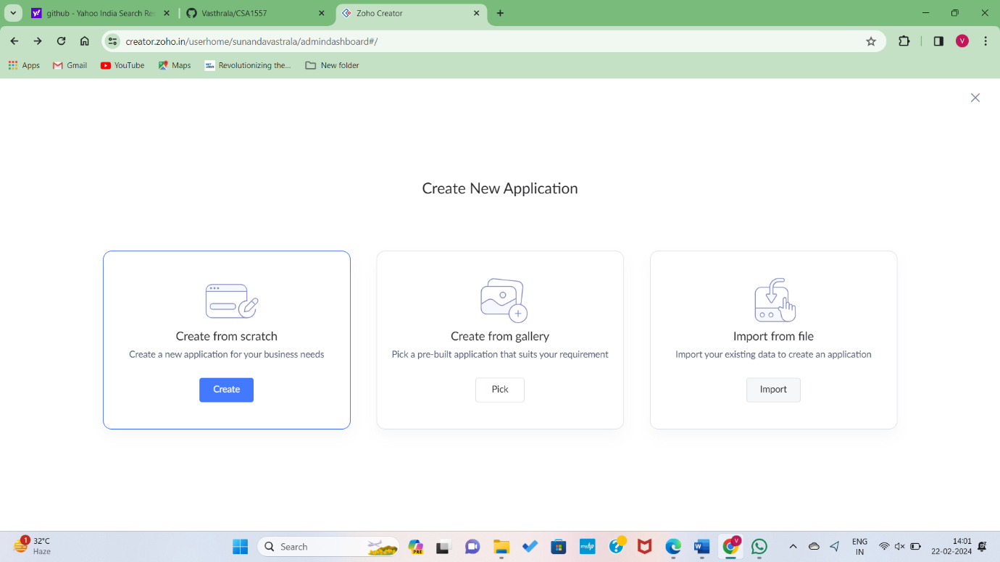 github - Yahoo India Search Res
Vasthrala/CSA1557
Zoho Creator
creator.zoho.in/userhome/sunandavastrala/admindashboard#/
V
Apps
Gmail
YouTube
Maps
Revolutionizing the...
New folder
Create New Application
Create from scratch
Create a new application for your business needs
Create
Create from gallery
Pick a pre-built application that suits your requirement
Pick
Import from file
Import your existing data to create an application
Import
1
32°C
Haze
Search
PRE
myhp
V
ENG
IN
14:01
22-02-2024